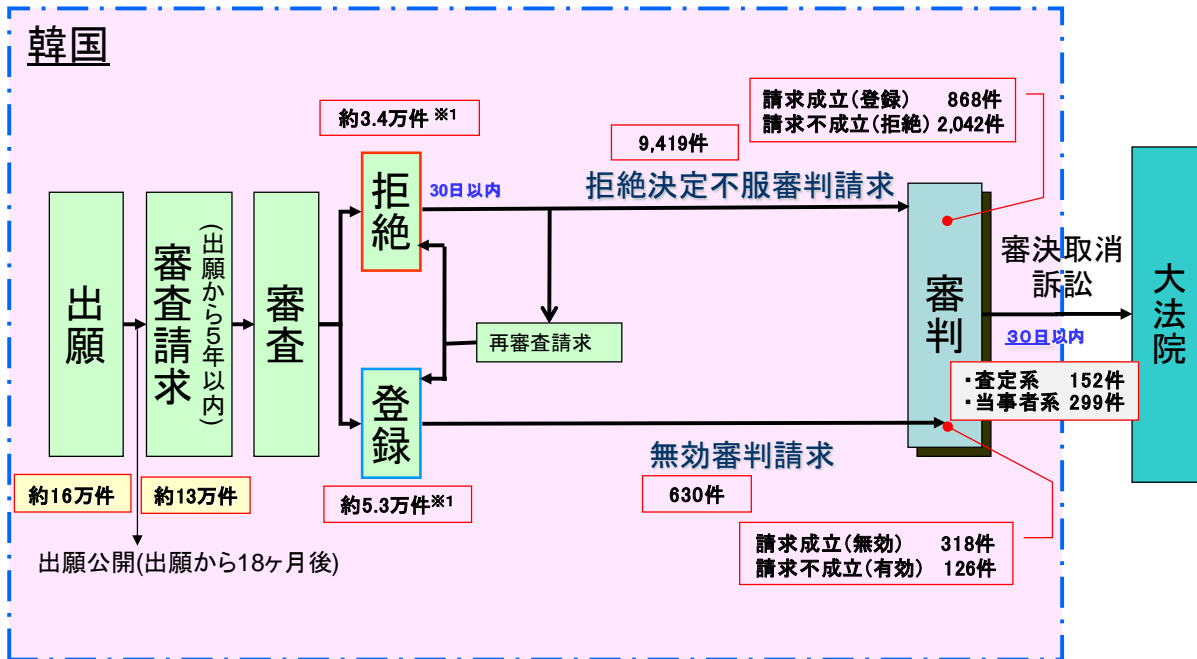 韓国
請求成立(登録) 868件
請求不成立(拒絶) 2,042件
約3.4万件 ※1
9,419件
拒絶
30日以内
拒絶決定不服審判請求
出願
審査請求
(出願から5年以内)
審査
再審査請求
審判
審決取消
訴訟
30日以内
大法院
・査定系 152件
・当事者系 299件
登録
無効審判請求
約16万件
約13万件
約5.3万件※1
630件
出願公開(出願から18ヶ月後)
請求成立(無効) 318件
請求不成立(有効) 126件